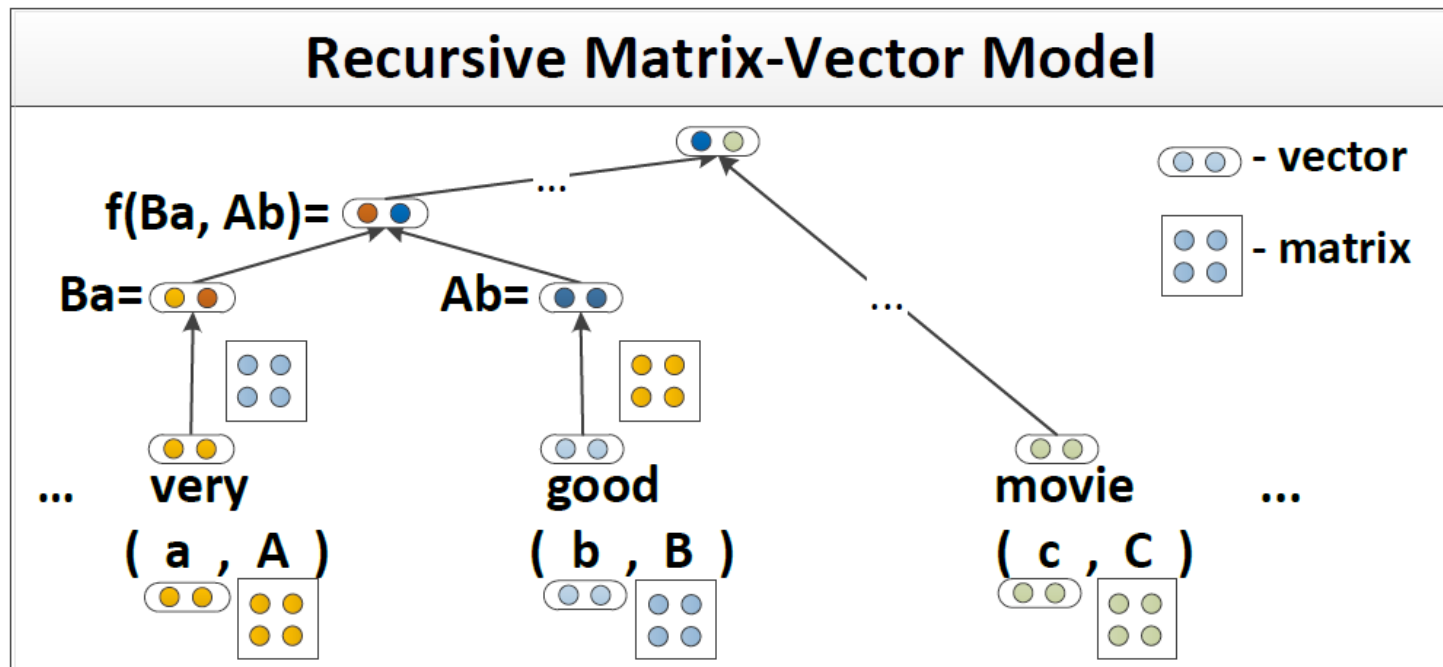 Recursive Matrix-Vector Model
- vector
...
f(Ba, Ab)=
- matrix
Ba=
Ab=
...
... very good movie ...
( a , A ) ( b , B ) ( c , C )